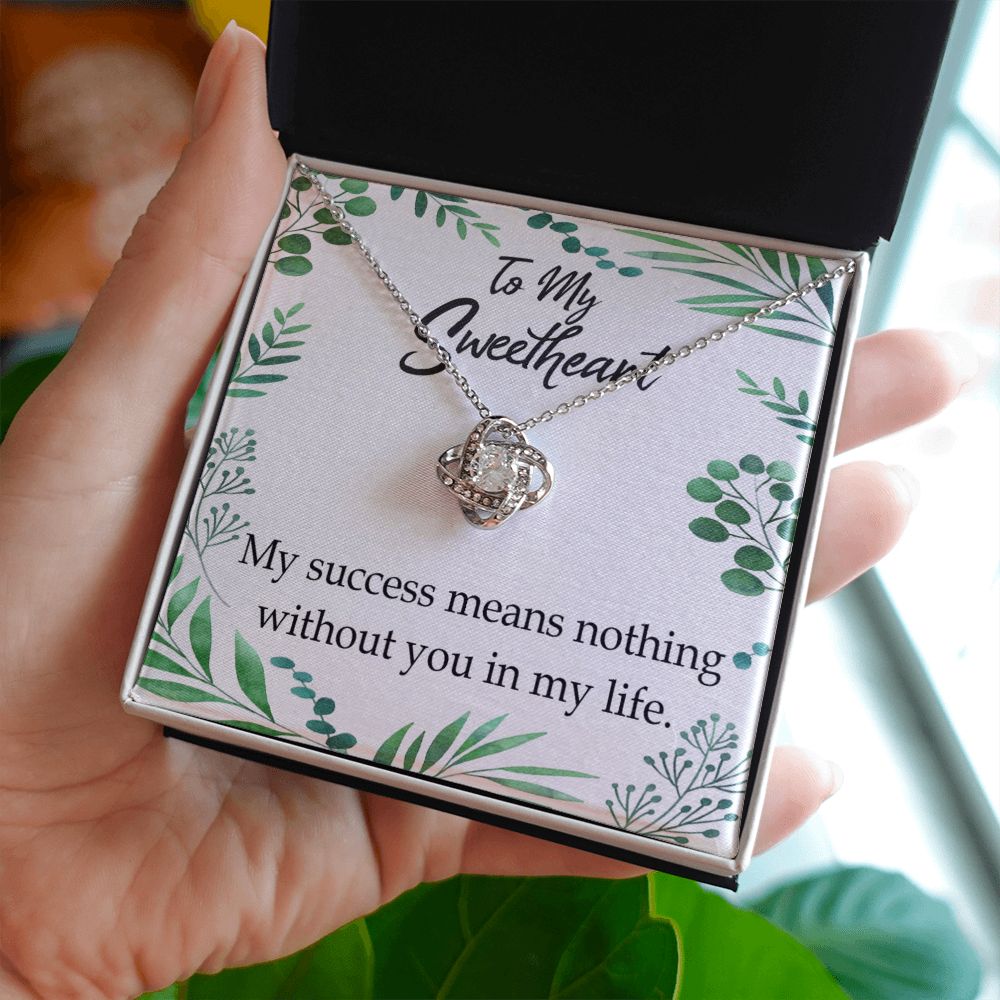 To My
Sweetheart
My success means nothing
without you in my life.